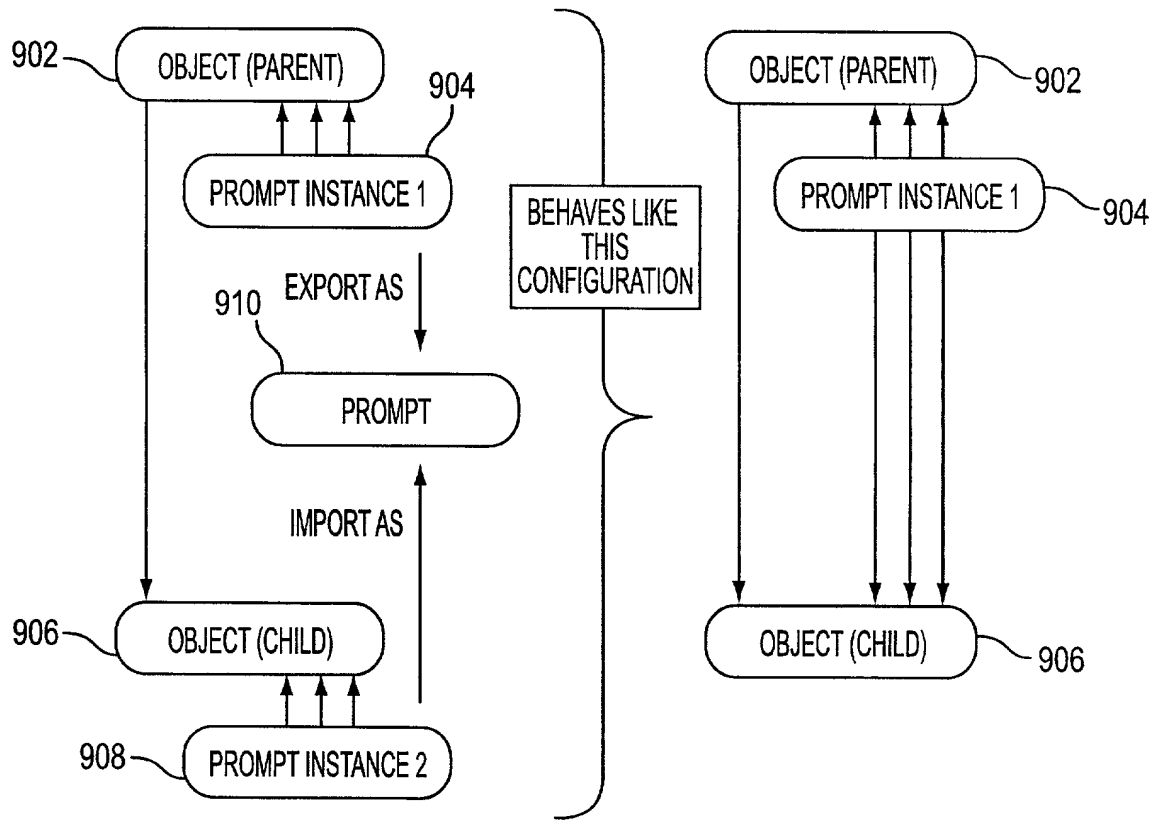 902
OBJECT (PARENT)
904
PROMPT INSTANCE 1
EXPORT AS
910
PROMPT
IMPORT AS
906
OBJECT (CHILD)
908
PROMPT INSTANCE 2
BEHAVES LIKE
THIS
CONFIGURATION
OBJECT (PARENT)
902
PROMPT INSTANCE 1
904
OBJECT (CHILD)
906